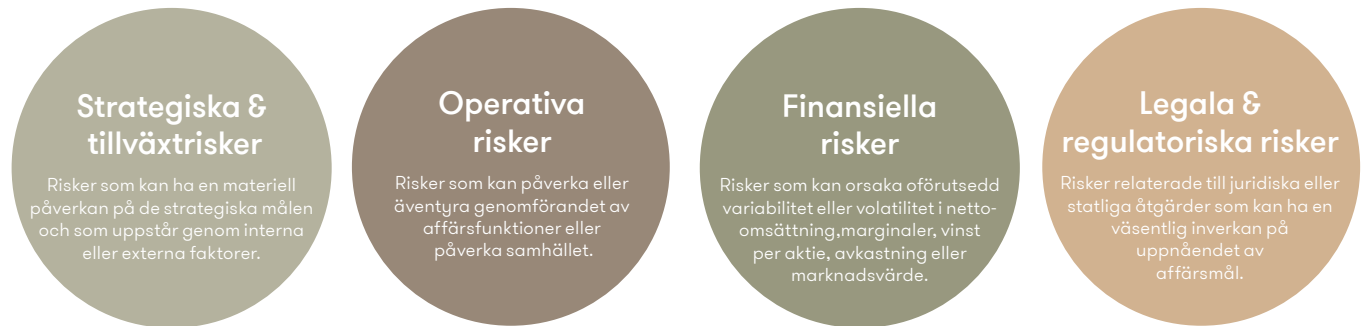 Strategiska &
tillväxtrisker
Risker som kan ha en materiell
påverkan på de strategiska målen
och som uppstår genom interna
eller externa faktorer.
Operativa
risker
Risker som kan påverka eller
äventyra genomförandet av
affärsfunktioner eller
påverka samhället.
Finansiella
risker
Risker som kan orsaka oförutsedd
variabilitet eller volatilitet i netto-
omsättning,marginaler, vinst
per aktie, avkastning eller
marknadsvärde.
Legala &
regulatoriska risker
Risker relaterade till juridiska eller
statliga åtgärder som kan ha en
väsentlig inverkan på
uppnåendet av
affärsmål.